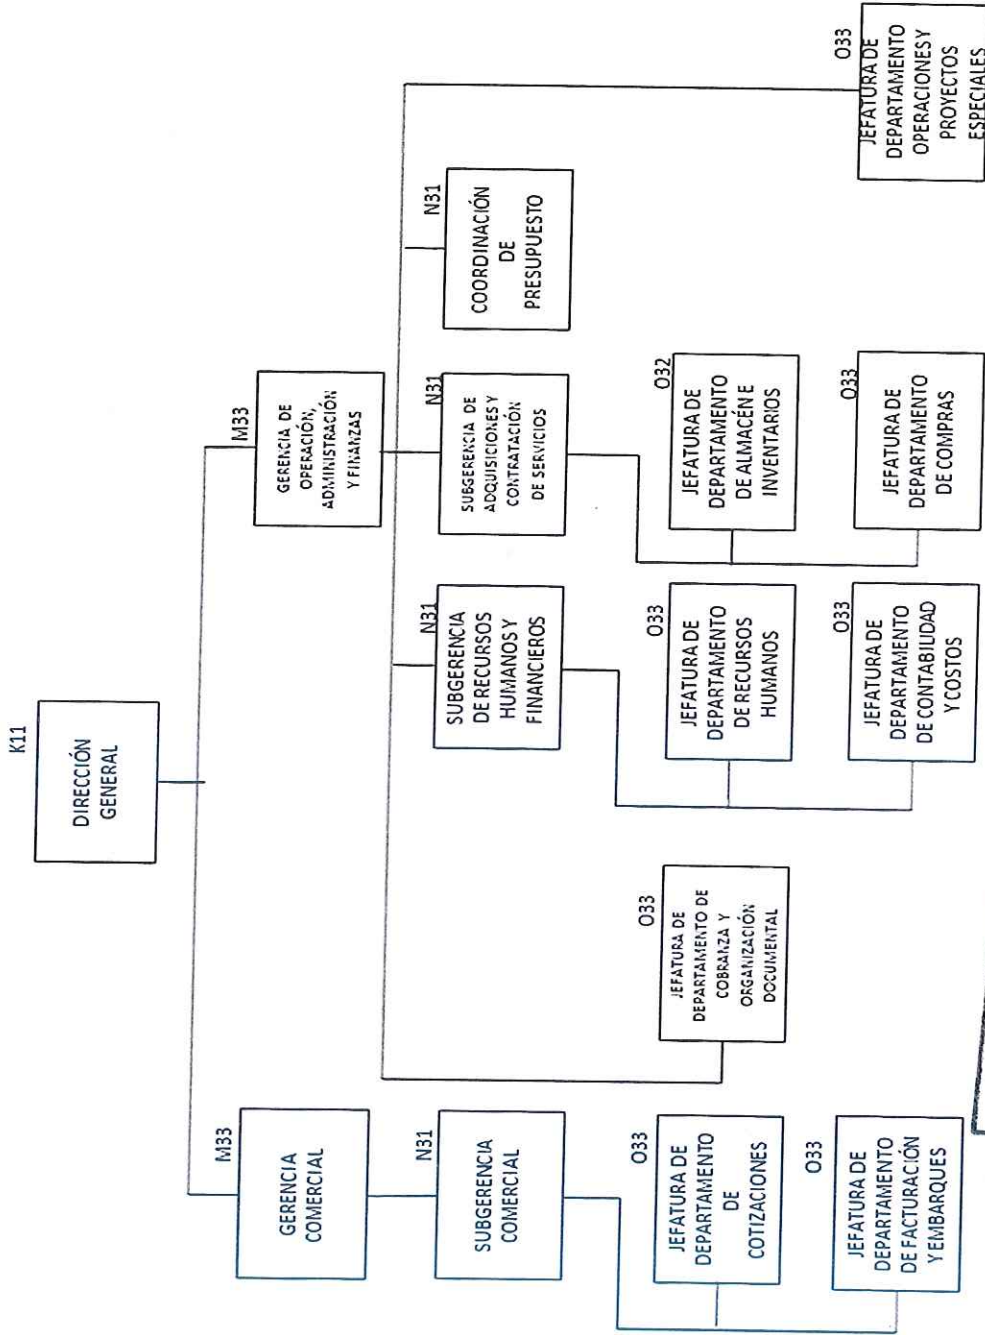 K11
DIRECCIÓN
GENERAL
M33
GERENCIA
COMERCIAL
M33
GERENCIA DE
OPERACIÓN,
ADMINISTRACIÓN
Y FINANZAS
N31
SUBGERENCIA
COMERCIAL
N31
SUBGERENCIA
DE RECURSOS
HUMANOS Y
FINANCIEROS
N31
SUBGERENCIA DE
ADQUISICIONES Y
CONTRATACIÓN
DE SERVICIOS
N31
COORDINACIÓN
DE
PRESUPUESTO
O33
JEFATURA DE
DEPARTAMENTO
DE
COTIZACIONES
O33
JEFATURA DE
DEPARTAMENTO DE
COBRANZA Y
ORGANIZACIÓN
DOCUMENTAL
O33
JEFATURA DE
DEPARTAMENTO
DE RECURSOS
HUMANOS
O32
JEFATURA DE
DEPARTAMENTO
DE ALMACÉN E
INVENTARIOS
O33
JEFATURA DE
DEPARTAMENTO
DE FACTURACIÓN
Y EMBARQUES
O33
JEFATURA DE
DEPARTAMENTO
DE CONTABILIDAD
Y COSTOS
O33
JEFATURA DE
DEPARTAMENTO
DE COMPRAS
O33
JEFATURA DE
DEPARTAMENTO
OPERACIONES Y
PROYECTOS
ESPECIALES